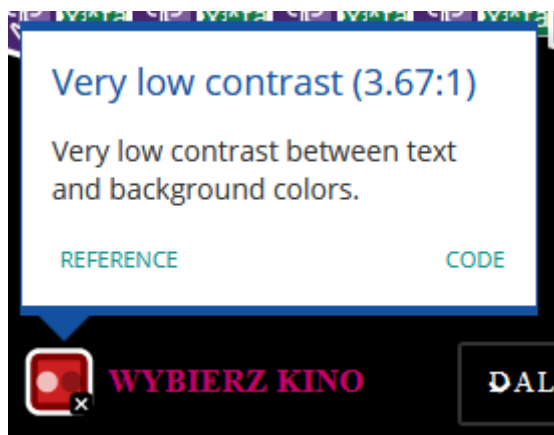 Very low contrast (3.67:1)
Very low contrast between text
and background colors.
REFERENCE CODE
WYBIERZ KINO DAL